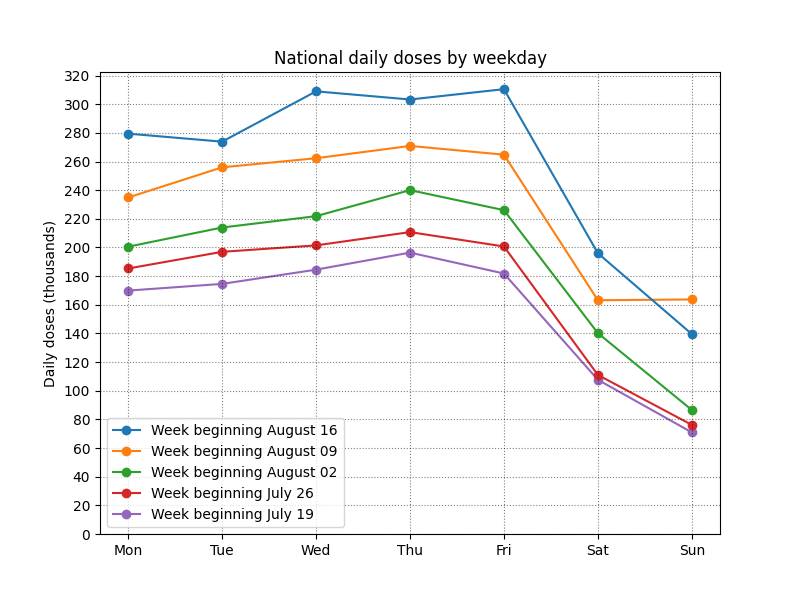 National daily doses by weekday
Daily doses (thousands)
320
300
280
260
240
220
200
180
160
140
120
100
80
60
40
20
0
Week beginning August 16
Week beginning August 09
Week beginning August 02
Week beginning July 26
Week beginning July 19
Mon Tue Wed Thu Fri Sat Sun